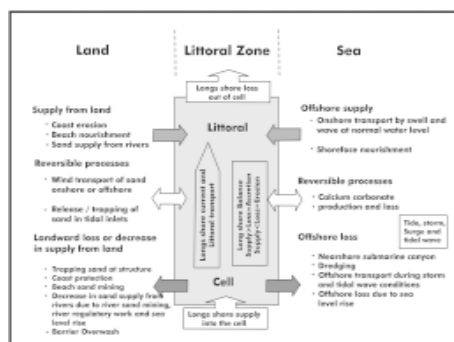 Land
Littoral Zone
Sea
Longs shore loss
out of cell
Supply from land
- Coast erosion
- Beach nourishment
- Sand supply from rivers
Reversible processes
- Wind transport of sand
onshore or offshore
- Release / trapping of
sand in tidal inlets
Landward loss or decrease
in supply from land
- Trapping sand at structure
- Coast protection
- Beach sand mining
- Decrease in sand supply from
rivers due to river sand mining,
river regulatory work and sea
level rise
- Barrier Overwash
Littoral
Longs shore current and
Littoral transport
Long share Balance
Supply>Loss=Accretion
Supply<Loss=Erosion
Cell
Longs shore supply
into the cell
Offshore supply
- Onshore transport by swell and
wave at normal water level
- Shoreface nourishment
Reversible processes
- Calcium carbonate
- production and loss
Tide, storm,
Surge and
tidal wave
Offshore loss
- Nearshore submarine canyon
- Dredging
- Offshore transport during storm
and tidal wave conditions
- Offshore loss due to sea
level rise